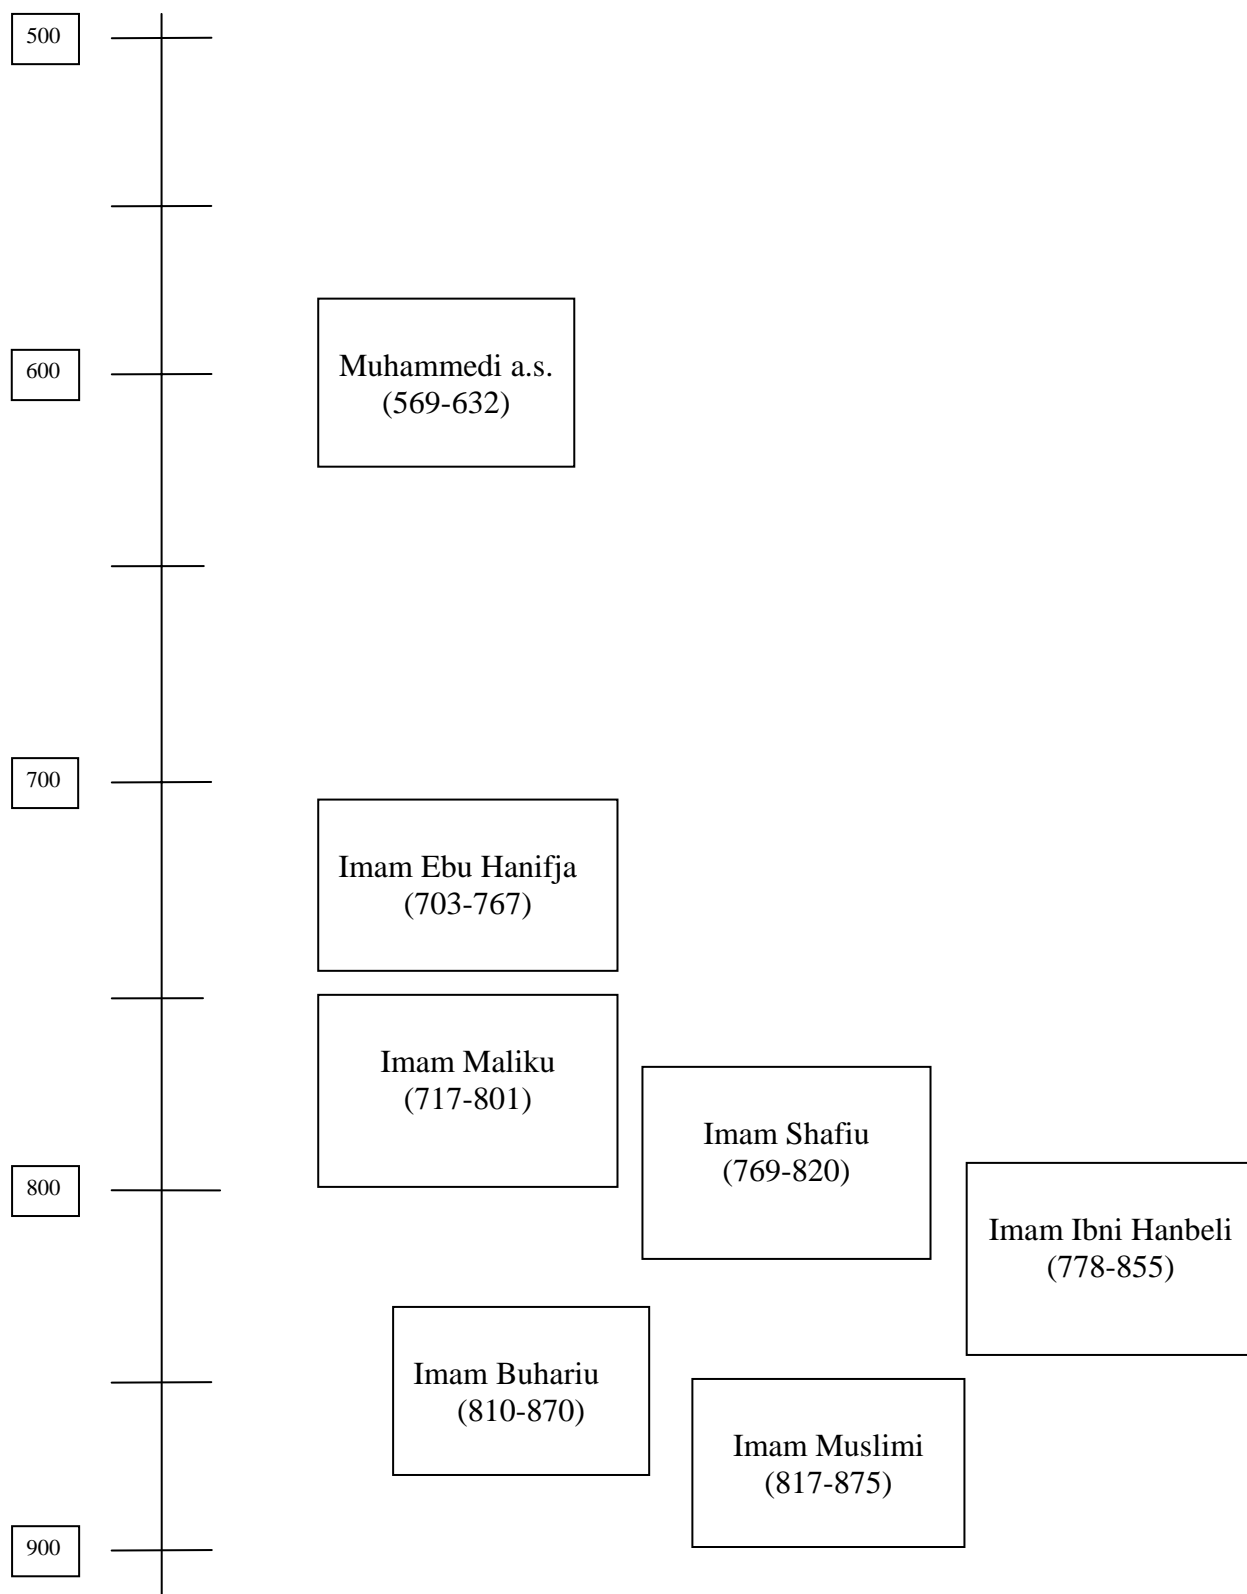 500
600
Muhammedi a.s.
(569-632)
700
Imam Ebu Hanifja
(703-767)
Imam Maliku
(717-801)
Imam Shafiu
(769-820)
800
Imam Ibni Hanbeli
(778-855)
Imam Buhariu
(810-870)
Imam Muslimi
(817-875)
900